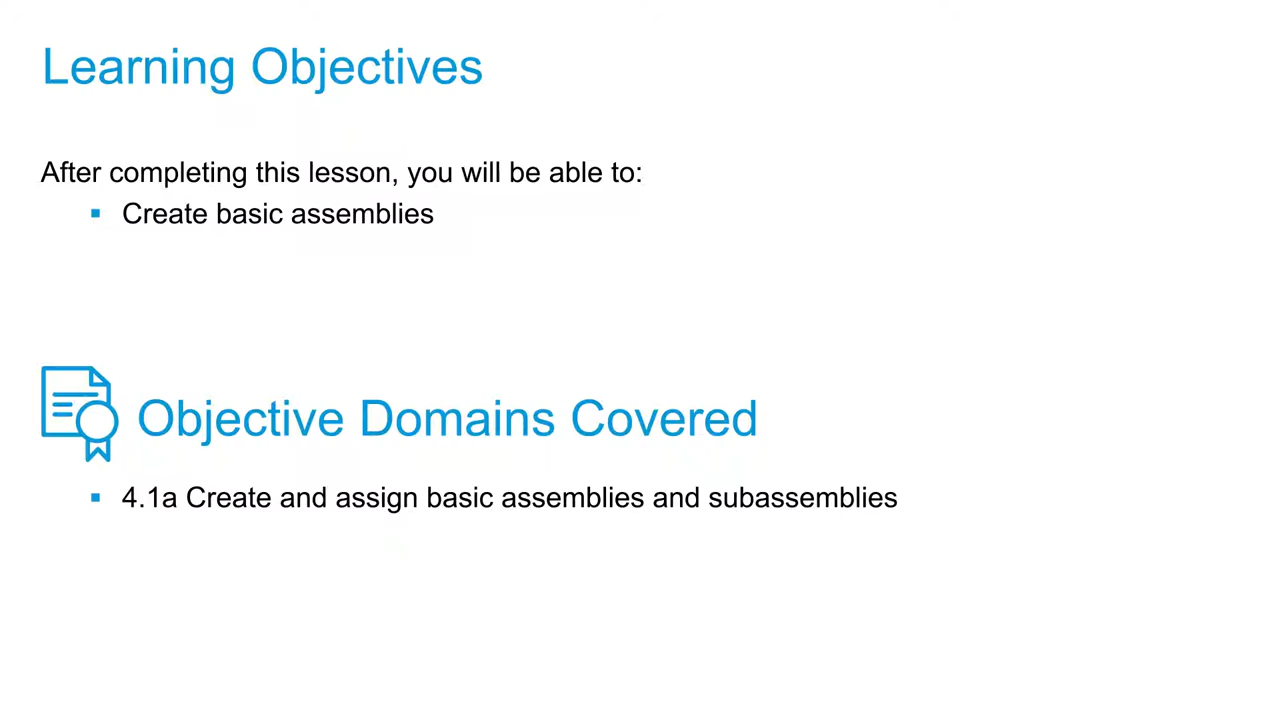 Learning Objectives
After completing this lesson, you will be able to:
▪ Create basic assemblies
Objective Domains Covered
▪ 4.1a Create and assign basic assemblies and subassemblies